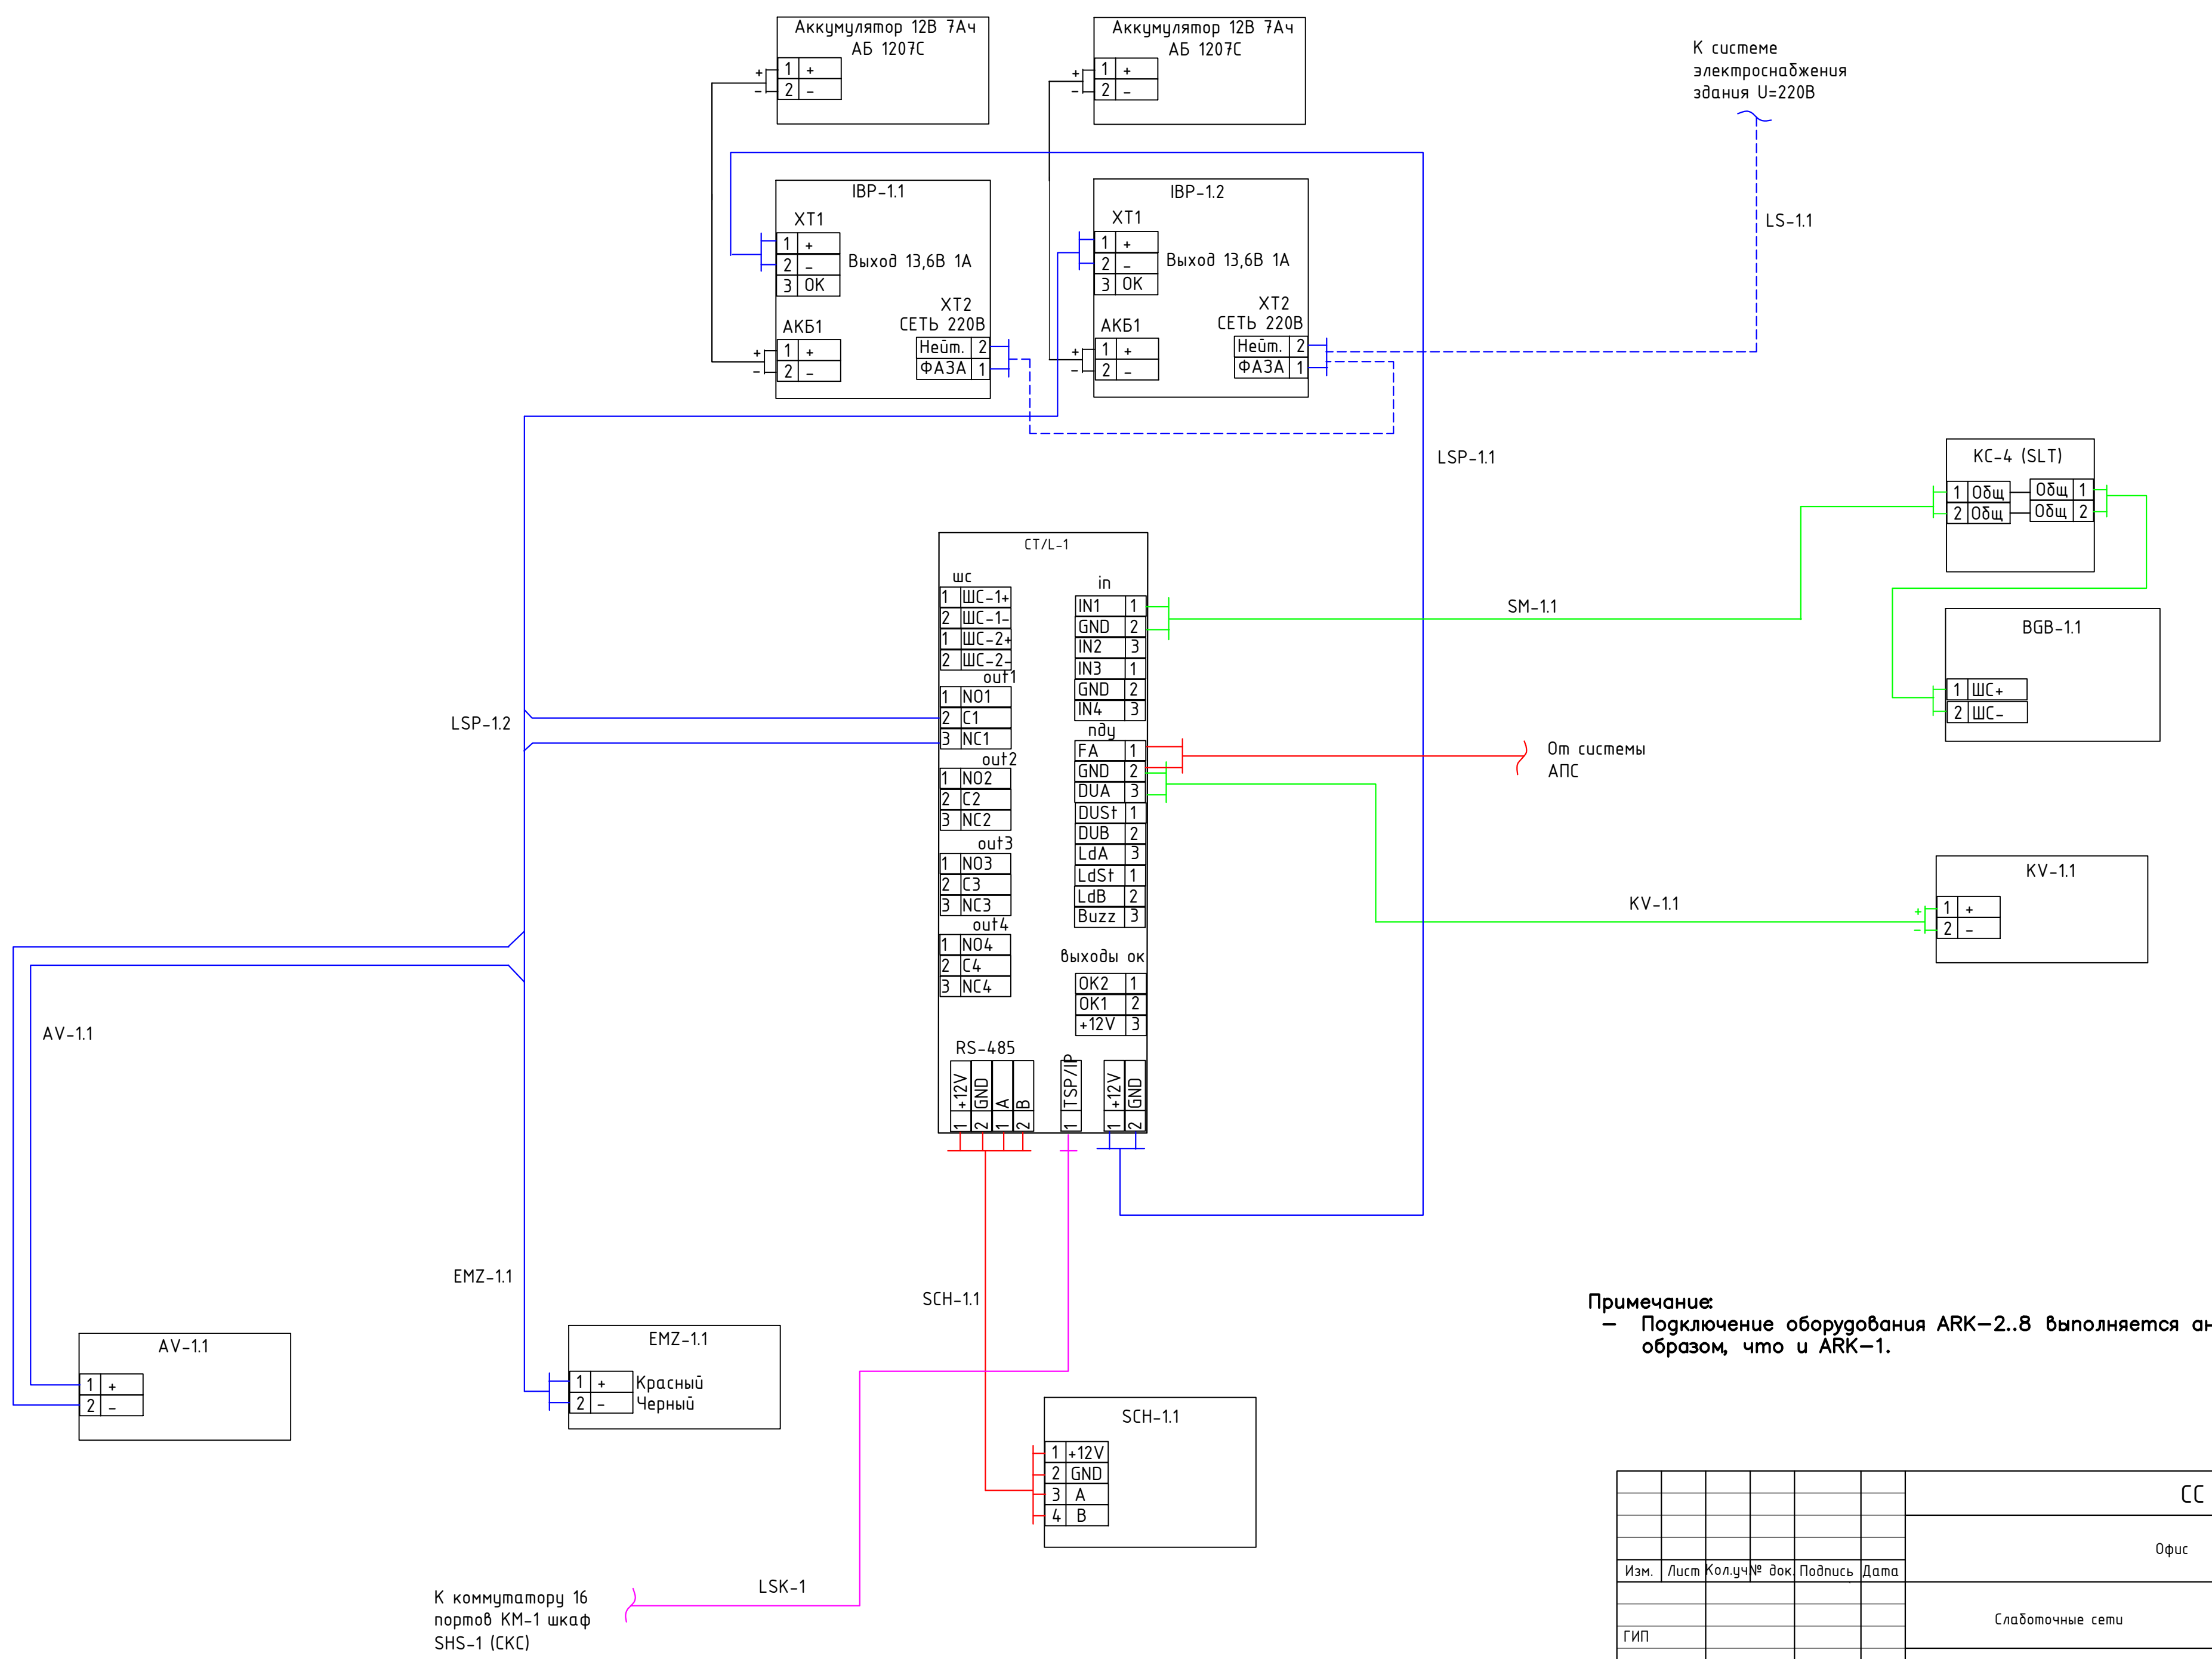 Аккумулятор 12В 7Ач
АБ 1207С
+ 1 +
- 2 -
Аккумулятор 12В 7Ач
АБ 1207С
+ 1 +
- 2 -
К системе
электроснабжения
здания U=220В
LS-1.1
IBP-1.1
XT1
1 +
2 -
3 ОК
Выход 13,6В 1А
XT2
СЕТЬ 220В
Нейт. 2
ФАЗА 1
АКБ1
+ 1 +
- 2 -
IBP-1.2
XT1
1 +
2 -
3 ОК
Выход 13,6В 1А
XT2
СЕТЬ 220В
Нейт. 2
ФАЗА 1
АКБ1
+ 1 +
- 2 -
LSP-1.1
КС-4 (SLT)
1 Общ Общ 1
2 Общ Общ 2
SM-1.1
BGB-1.1
1 ШС+
2 ШС-
CT/L-1
шс
1 ШС-1+
2 ШС-1-
1 ШС-2+
2 ШС-2-
out1
1 NO1
2 C1
3 NC1
out2
1 NO2
2 C2
3 NC2
out3
1 NO3
2 C3
3 NC3
out4
1 NO4
2 C4
3 NC4
in
IN1 1
GND 2
IN2 3
IN3 1
GND 2
IN4 3
пду
FA 1
GND 2
DUA 3
DUSt 1
DUB 2
LdA 3
LdSt 1
LdB 2
Buzz 3
выходы ок
OK2 1
OK1 2
+12V 3
RS-485
1 +12V
2 GND
1 A
2 B
1 TSP/IP
1 +12V
2 GND
LSP-1.2
От системы
АПС
KV-1.1
KV-1.1
+ 1 +
- 2 -
AV-1.1
EMZ-1.1
SCH-1.1
AV-1.1
1 +
2 -
EMZ-1.1
1 + Красный
2 - Черный
SCH-1.1
1 +12V
2 GND
3 A
4 B
LSK-1
К коммутатору 16
портов КМ-1 шкаф
SHS-1 (СКС)
Примечание:
- Подключение оборудования ARK-2..8 выполняется ан
образом, что и ARK-1.
СС
Офис
Изм. Лист Кол.уч № док. Подпись Дата
Слаботочные сети
ГИП